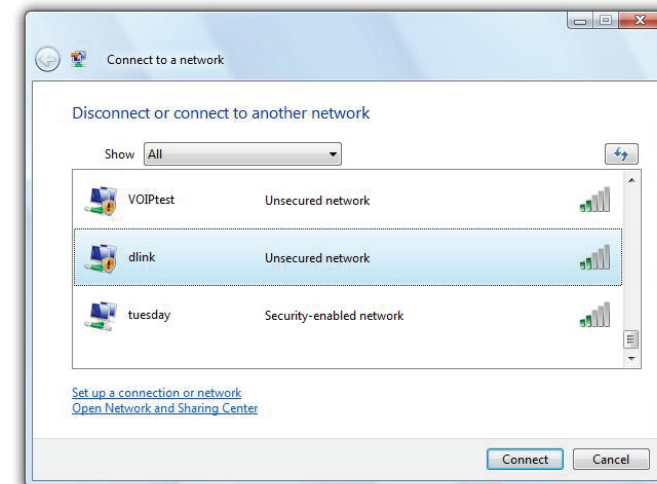 Connect to a network
Disconnect or connect to another network
Show All
VOIPtest Unsecured network
dlink Unsecured network
tuesday Security-enabled network
Set up a connection or network
Open Network and Sharing Center
Connect Cancel